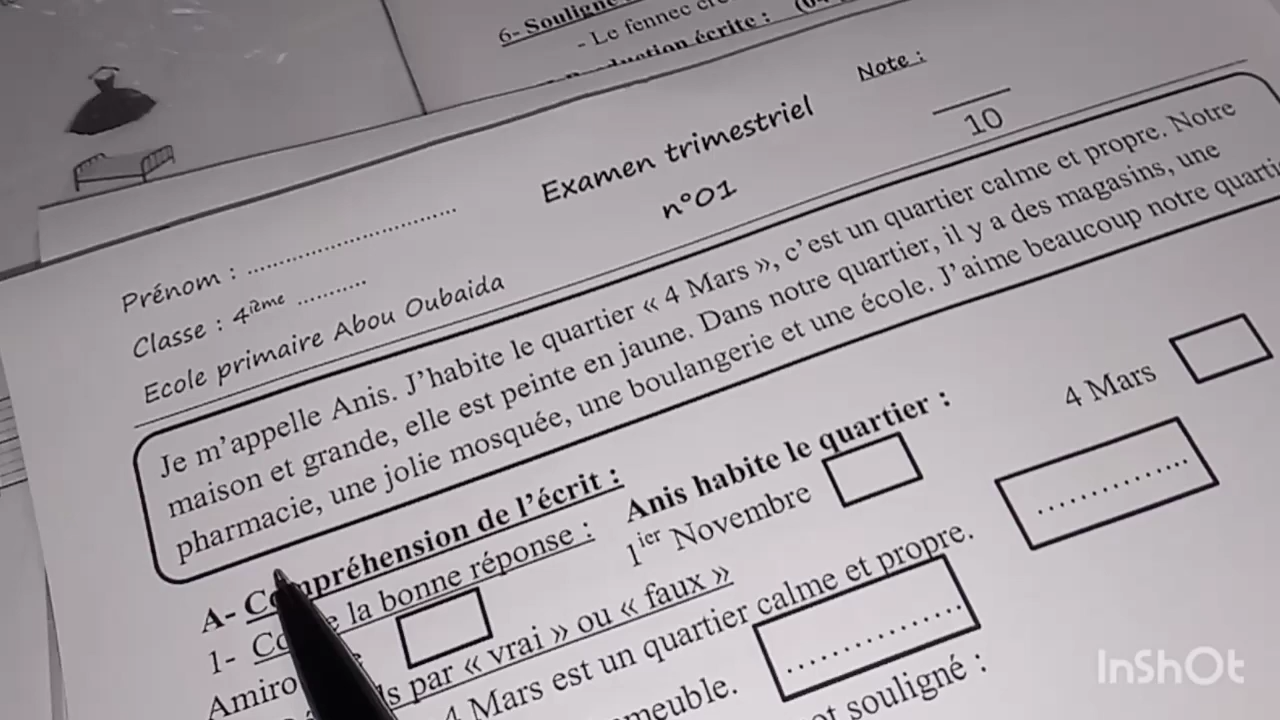 6- Souligne
- Le fennec
duction écrite :
Note :
Examen trimestriel
10
n°01
Prénom : ................................
Classe : 4ième ...........
Ecole primaire Abou Oubaida
Je m'appelle Anis. J'habite le quartier « 4 Mars », c'est un quartier calme et propre. Notre
maison et grande, elle est peinte en jaune. Dans notre quartier, il y a des magasins, une
pharmacie, une jolie mosquée, une boulangerie et une école. J'aime beaucoup notre quarti
A- Compréhension de l'écrit :
1- Co la bonne réponse : Anis habite le quartier :
Amiro 1ier Novembre 4 Mars
s par « vrai » ou « faux »
4 Mars est un quartier calme et propre. ................
meuble. ................
ot souligné :
InShOt